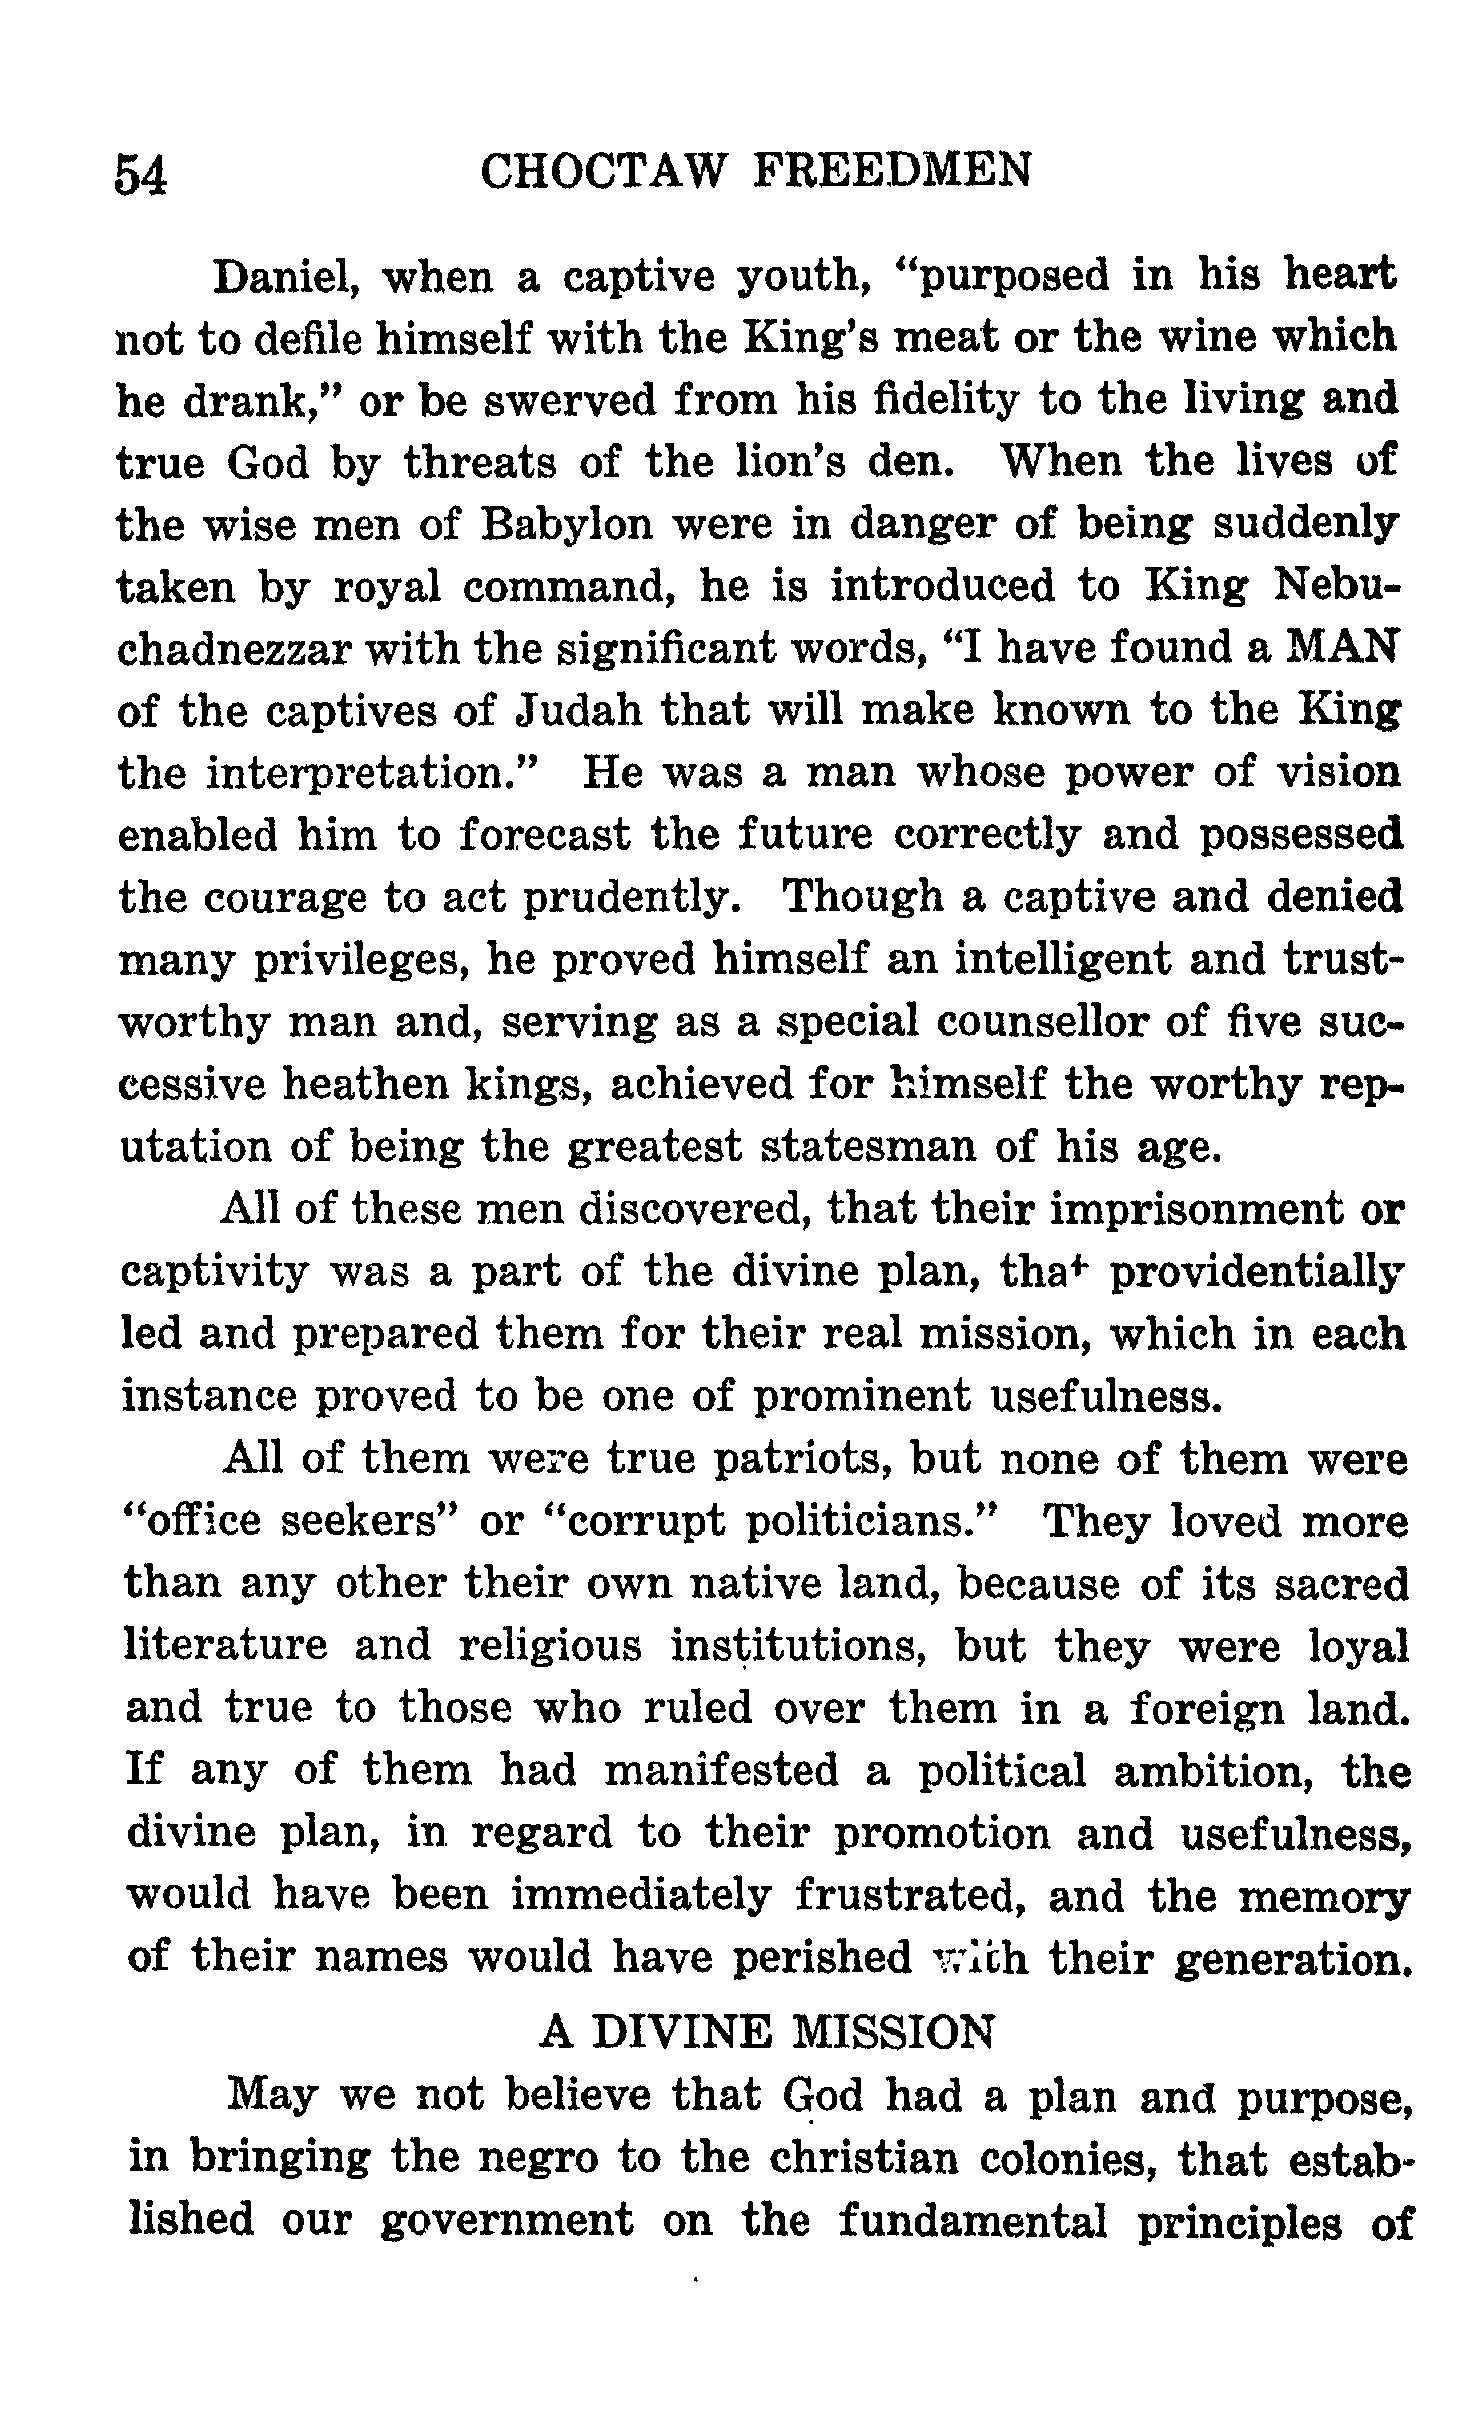 54 CHOCTAW FREEDMEN
Daniel, when a captive youth, "purposed in his heart
not to defile himself with the King's meat or the wine which
he drank," or be swerved from his fidelity to the living and
true God by threats of the lion's den. When the lives of
the wise men of Babylon were in danger of being suddenly
taken by royal command, he is introduced to King Nebu-
chadnezzar with the significant words, "I have found a MAN
of the captives of Judah that will make known to the King
the interpretation." He was a man whose power of vision
enabled him to forecast the future correctly and possessed
the courage to act prudently. Though a captive and denied
many privileges, he proved himself an intelligent and trust-
worthy man and, serving as a special counsellor of five suc-
cessive heathen kings, achieved for himself the worthy rep-
utation of being the greatest statesman of his age.
All of these men discovered, that their imprisonment or
captivity was a part of the divine plan, that providentially
led and prepared them for their real mission, which in each
instance proved to be one of prominent usefulness.
All of them were true patriots, but none of them were
"office seekers" or "corrupt politicians." They loved more
than any other their own native land, because of its sacred
literature and religious institutions, but they were loyal
and true to those who ruled over them in a foreign land.
If any of them had manifested a political ambition, the
divine plan, in regard to their promotion and usefulness,
would have been immediately frustrated, and the memory
of their names would have perished with their generation.
A DIVINE MISSION
May we not believe that God had a plan and purpose,
in bringing the negro to the christian colonies, that estab-
lished our government on the fundamental principles of